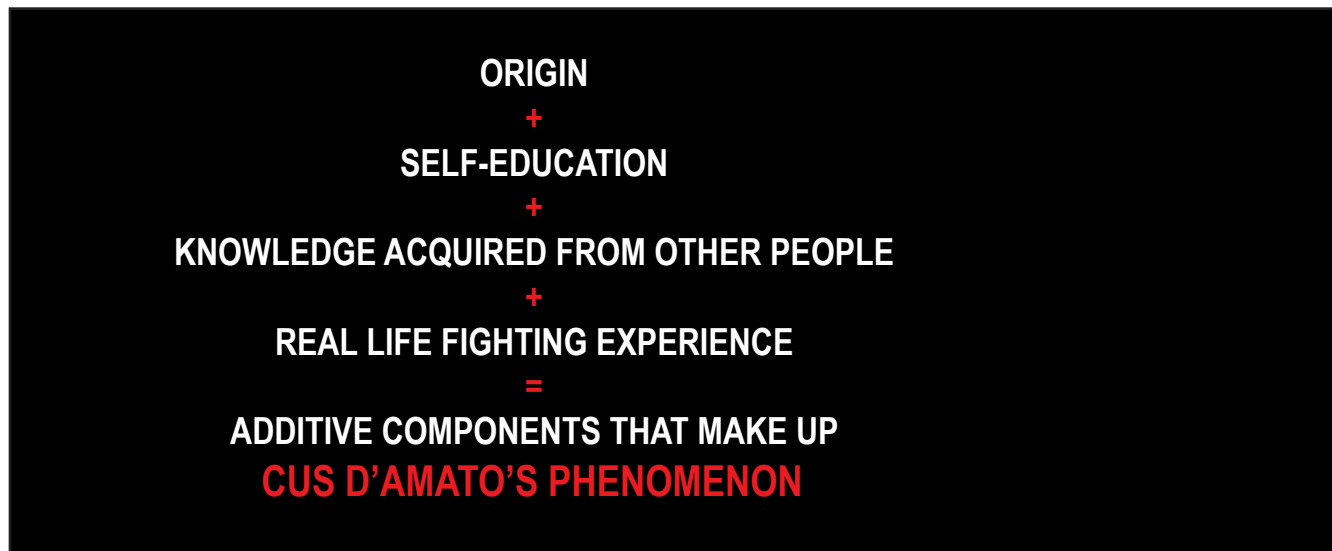 ORIGIN
+
SELF-EDUCATION
+
KNOWLEDGE ACQUIRED FROM OTHER PEOPLE
+
REAL LIFE FIGHTING EXPERIENCE
=
ADDITIVE COMPONENTS THAT MAKE UP
CUS D’AMATO’S PHENOMENON